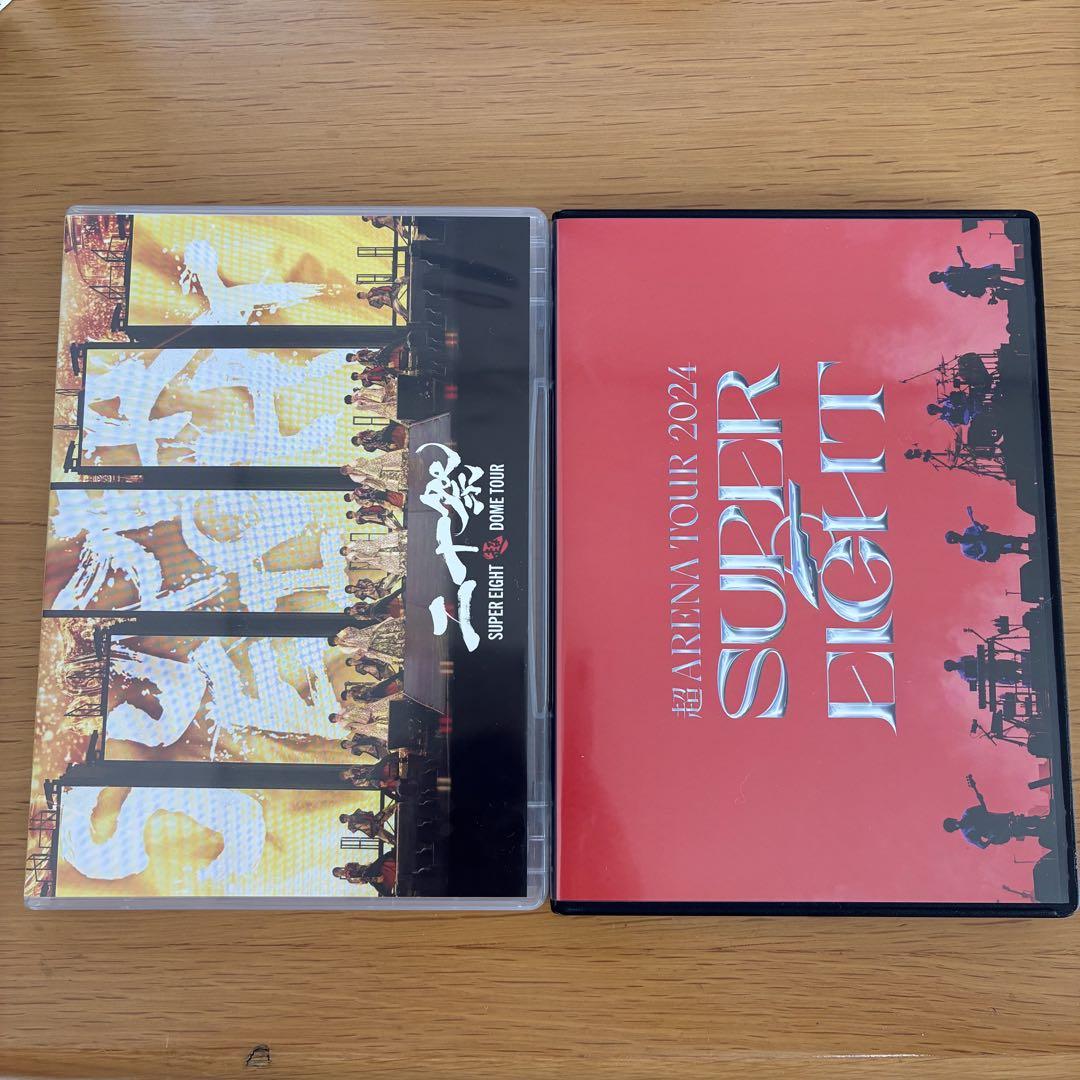 二十祭
SUPER EIGHT 超 DOME TOUR
超 ARENA TOUR 2024
SUPER
EIGHT